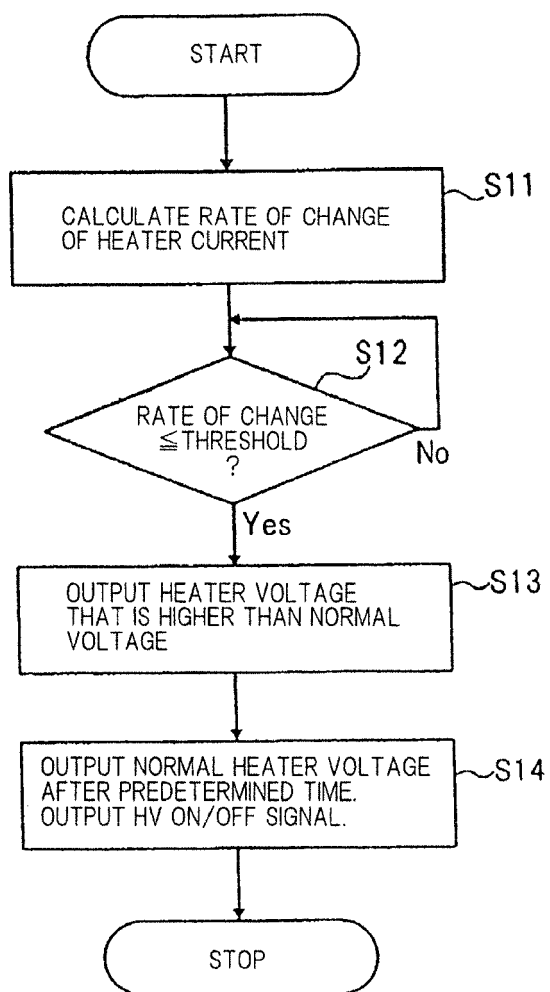 START
S11
CALCULATE RATE OF CHANGE
OF HEATER CURRENT
S12
RATE OF CHANGE
≦THRESHOLD
?
No
Yes
S13
OUTPUT HEATER VOLTAGE
THAT IS HIGHER THAN NORMAL
VOLTAGE
S14
OUTPUT NORMAL HEATER VOLTAGE
AFTER PREDETERMINED TIME.
OUTPUT HV ON/OFF SIGNAL.
STOP